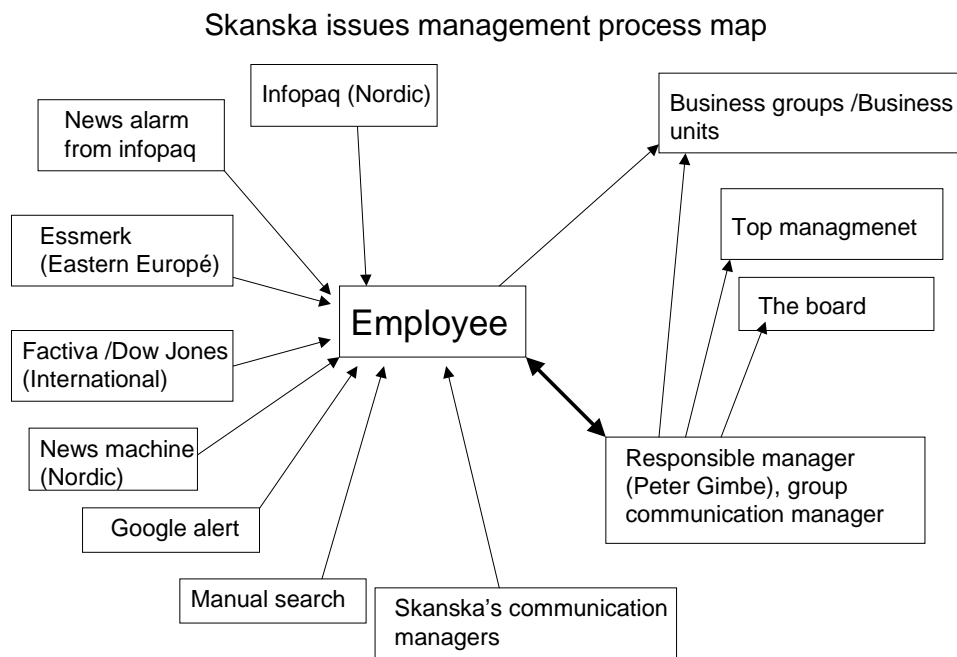 Skanska issues management process map
Infopaq (Nordic)
News alarm
from infopaq
Essmerk
(Eastern Europé)
Factiva /Dow Jones
(International)
News machine
(Nordic)
Google alert
Manual search
Skanska’s communication
managers
Employee
Business groups /Business
units
Top managmenet
The board
Responsible manager
(Peter Gimbe), group
communication manager